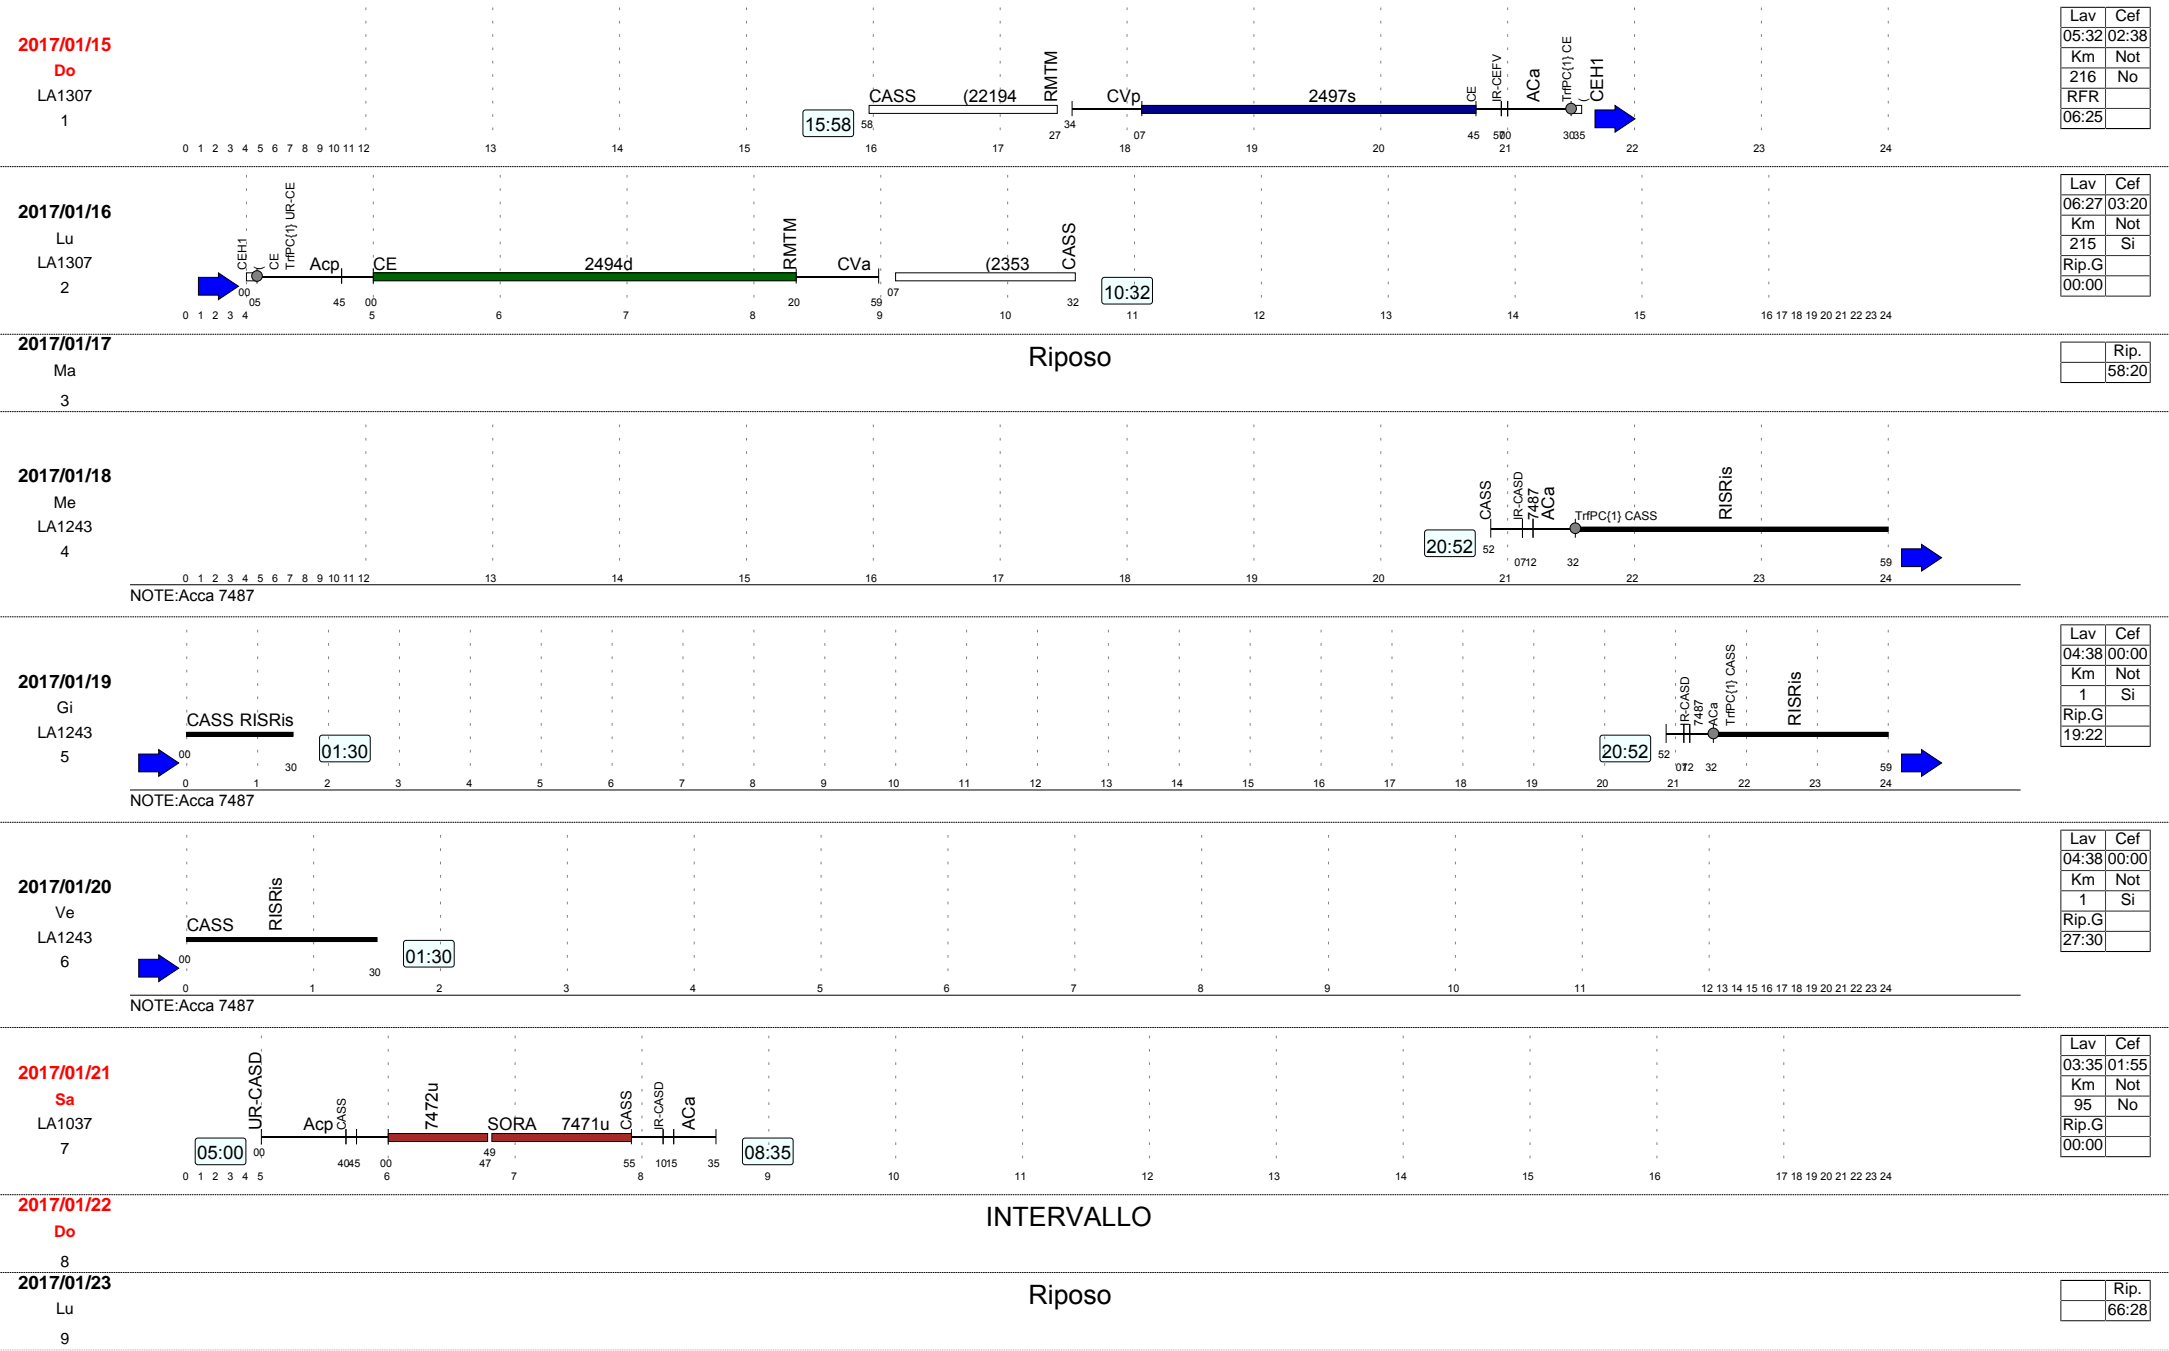 2017/01/15
Do
LA1307
1
15:58
CASS (22194 RMTM CVp 2497s CE IR-CEFV ACa TrfPC{1} CE ( CEH1
58 27 34 07 45 50 00 30 35
0 1 2 3 4 5 6 7 8 9 10 11 12 13 14 15 16 17 18 19 20 21 22 23 24
Lav Cef
05:32 02:38
Km Not
216 No
RFR
06:25
2017/01/16
Lu
LA1307
2
CEH1 ( CE TrfPC{1} UR-CE Acp CE 2494d RMTM CVa (2353 CASS
00 05 45 00 20 59 07 32
10:32
0 1 2 3 4 5 6 7 8 9 10 11 12 13 14 15 16 17 18 19 20 21 22 23 24
Lav Cef
06:27 03:20
Km Not
215 Si
Rip.G
00:00
2017/01/17
Ma
3
Riposo
Rip.
58:20
2017/01/18
Me
LA1243
4
20:52
CASS IR-CASD 7487 ACa TrfPC{1} CASS RISRis
52 07 12 32 59
0 1 2 3 4 5 6 7 8 9 10 11 12 13 14 15 16 17 18 19 20 21 22 23 24
NOTE:Acca 7487
2017/01/19
Gi
LA1243
5
CASS RISRis
00 30
01:30
20:52
IR-CASD 7487 ACa TrfPC{1} CASS RISRis
52 07 12 32 59
0 1 2 3 4 5 6 7 8 9 10 11 12 13 14 15 16 17 18 19 20 21 22 23 24
NOTE:Acca 7487
Lav Cef
04:38 00:00
Km Not
1 Si
Rip.G
19:22
2017/01/20
Ve
LA1243
6
CASS RISRis
00 30
01:30
0 1 2 3 4 5 6 7 8 9 10 11 12 13 14 15 16 17 18 19 20 21 22 23 24
NOTE:Acca 7487
Lav Cef
04:38 00:00
Km Not
1 Si
Rip.G
27:30
2017/01/21
Sa
LA1037
7
05:00
UR-CASD Acp CASS 7472u SORA 7471u CASS IR-CASD ACa
00 40 45 00 47 49 55 10 15 35
08:35
0 1 2 3 4 5 6 7 8 9 10 11 12 13 14 15 16 17 18 19 20 21 22 23 24
Lav Cef
03:35 01:55
Km Not
95 No
Rip.G
00:00
2017/01/22
Do
8
INTERVALLO
2017/01/23
Lu
9
Riposo
Rip.
66:28